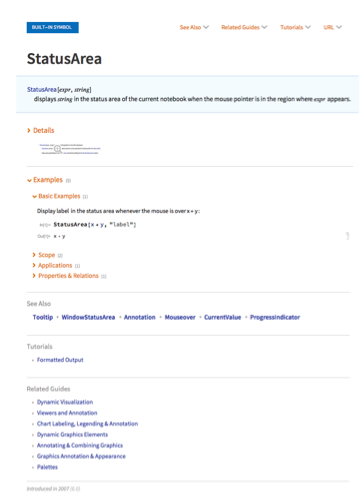 BUILT-IN SYMBOL
See Also Related Guides Tutorials URL
StatusArea
StatusArea[expr, string]
displays string in the status area of the current notebook when the mouse pointer is in the region where expr appears.
Details
Examples (5)
Basic Examples (1)
Display label in the status area whenever the mouse is over x + y:
In[1]:= StatusArea[x + y, "label"]
Out[1]= x + y
Scope (2)
Applications (1)
Properties & Relations (1)
See Also
Tooltip ▪ WindowStatusArea ▪ Annotation ▪ Mouseover ▪ CurrentValue ▪ ProgressIndicator
Tutorials
▪ Formatted Output
Related Guides
▪ Dynamic Visualization
▪ Viewers and Annotation
▪ Chart Labeling, Legending & Annotation
▪ Dynamic Graphics Elements
▪ Annotating & Combining Graphics
▪ Graphics Annotation & Appearance
▪ Palettes
Introduced in 2007 (6.0)